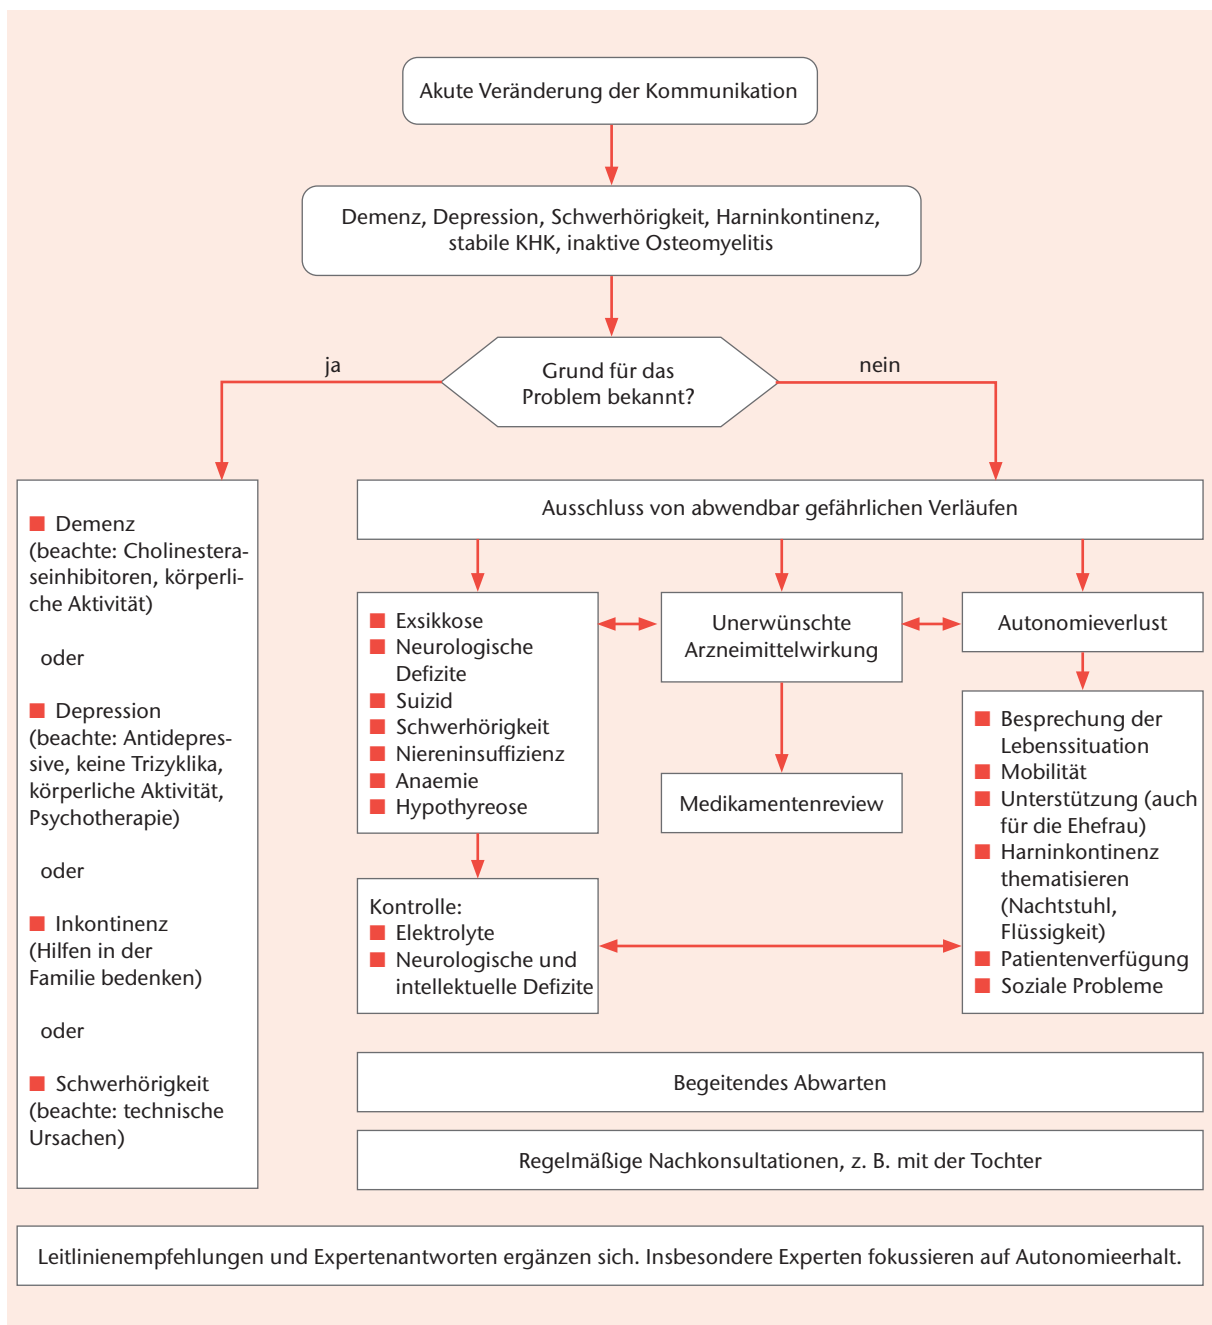 Akute Veränderung der Kommunikation
Demenz, Depression, Schwerhörigkeit, Harninkontinenz,
stabile KHK, inaktive Osteomyelitis
Grund für das
Problem bekannt?
ja
nein
■ Demenz
(beachte: Cholinestera-
seinhibitoren, körperli-
che Aktivität)
oder
■ Depression
(beachte: Antidepres-
sive, keine Trizyklika,
körperliche Aktivität,
Psychotherapie)
oder
■ Inkontinenz
(Hilfen in der
Familie bedenken)
oder
■ Schwerhörigkeit
(beachte: technische
Ursachen)
Ausschluss von abwendbar gefährlichen Verläufen
■ Exsikkose
■ Neurologische
Defizite
■ Suizid
■ Schwerhörigkeit
■ Niereninsuffizienz
■ Anaemie
■ Hypothyreose
Kontrolle:
■ Elektrolyte
■ Neurologische und
intellektuelle Defizite
Unerwünschte
Arzneimittelwirkung
Medikamentenreview
Autonomieverlust
■ Besprechung der
Lebenssituation
■ Mobilität
■ Unterstützung (auch
für die Ehefrau)
■ Harninkontinenz
thematisieren
(Nachtstuhl,
Flüssigkeit)
■ Patientenverfügung
■ Soziale Probleme
Begeitendes Abwarten
Regelmäßige Nachkonsultationen, z. B. mit der Tochter
Leitlinienempfehlungen und Expertenantworten ergänzen sich. Insbesondere Experten fokussieren auf Autonomieerhalt.